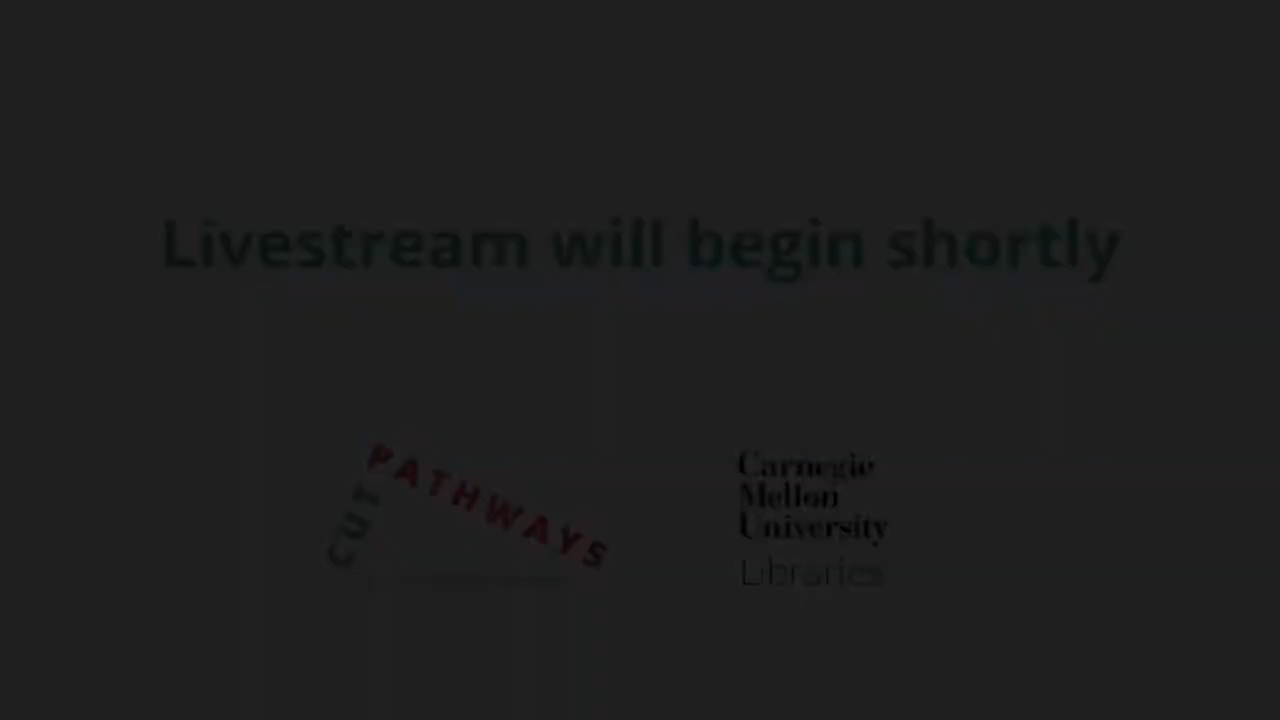 Livestream will begin shortly
CUT PATHWAYS
Carnegie
Mellon
University
Libraries